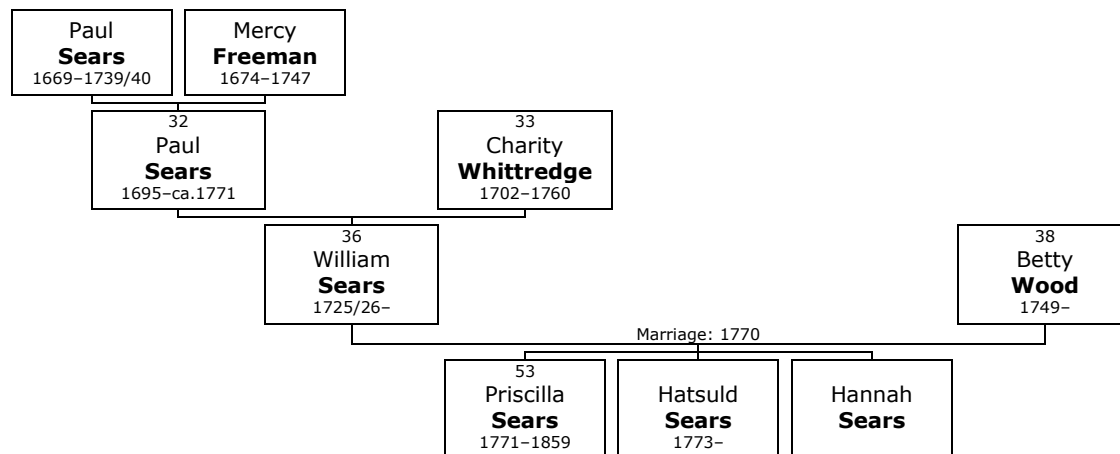 Paul
Sears
1669–1739/40
Mercy
Freeman
1674–1747
32
Paul
Sears
1695–ca.1771
33
Charity
Whittredge
1702–1760
36
William
Sears
1725/26–
38
Betty
Wood
1749–
Marriage: 1770
53
Priscilla
Sears
1771–1859
Hatsuld
Sears
1773–
Hannah
Sears